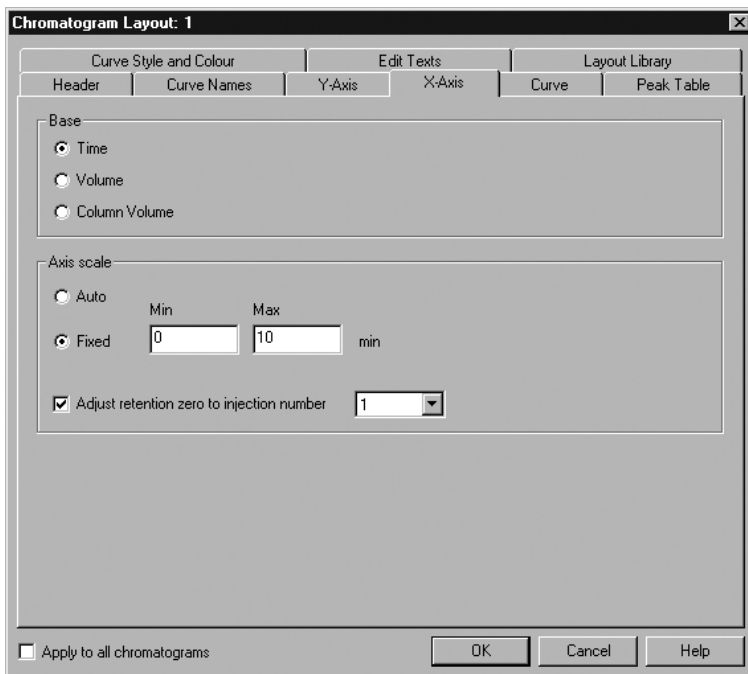 Chromatogram Layout: 1
Curve Style and Colour Edit Texts Layout Library
Header Curve Names Y-Axis X-Axis Curve Peak Table
Base
Time
Volume
Column Volume
Axis scale
Auto
Min Max
Fixed 0 10 min
Adjust retention zero to injection number 1
Apply to all chromatograms OK Cancel Help